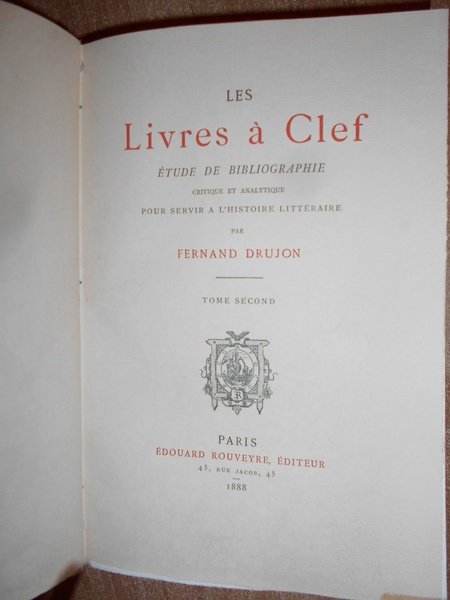 LES
Livres à Clef
ÉTUDE DE BIBLIOGRAPHIE
CRITIQUE ET ANALYTIQUE
POUR SERVIR A L'HISTOIRE LITTÉRAIRE
PAR
FERNAND DRUJON
TOME SECOND
PARIS
ÉDOUARD ROUVEYRE, ÉDITEUR
45, RUE JACOB, 45
1888